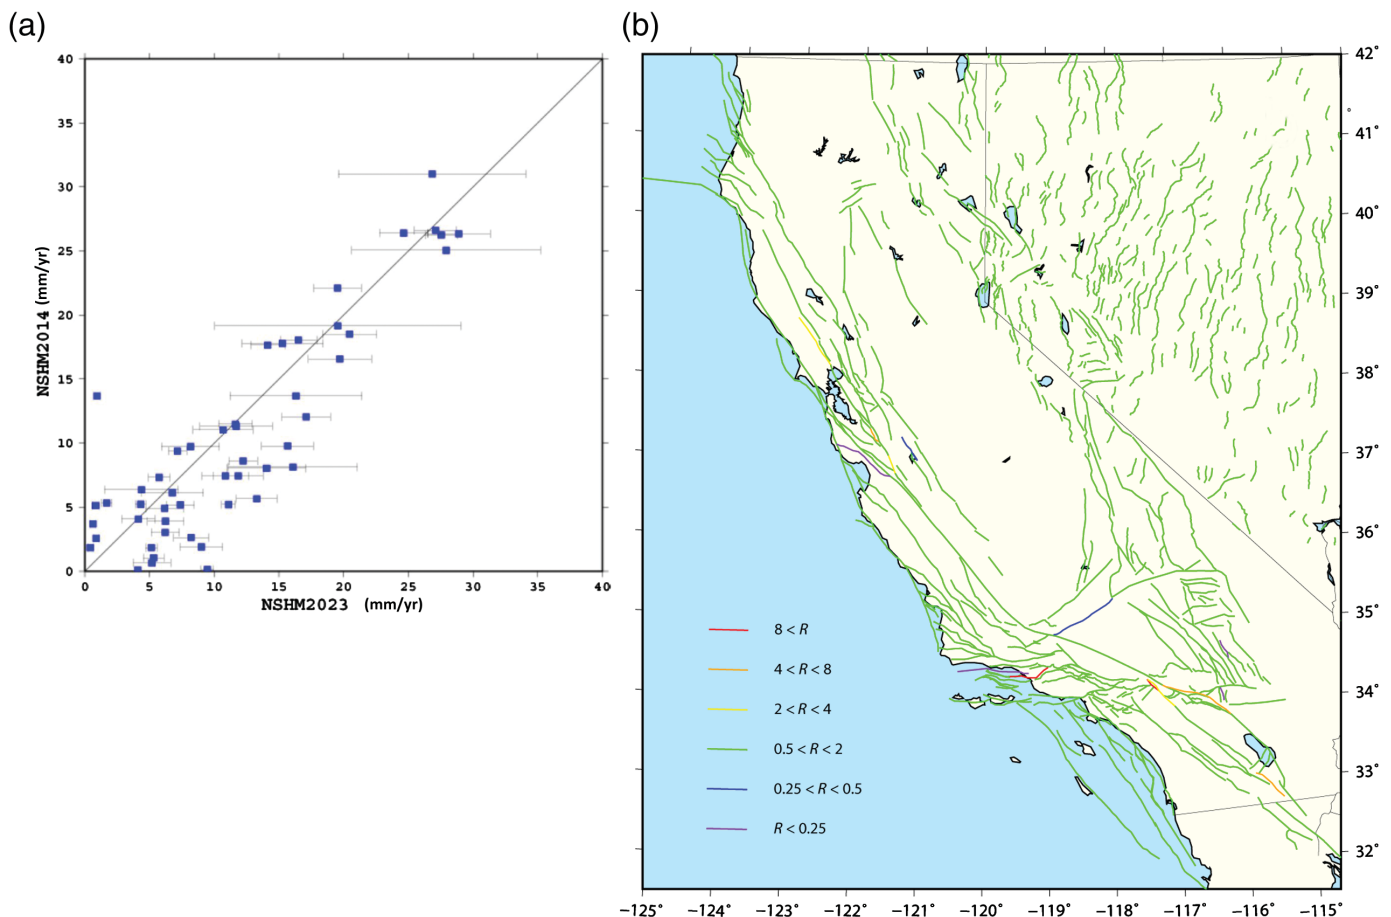 (a)
(b)
40
35
30
25
20
15
10
5
0
NSHM2014 (mm/yr)
0 5 10 15 20 25 30 35 40
NSHM2023 (mm/yr)
42°
41°
40°
39°
38°
37°
36°
35°
34°
33°
32°
8 < R
4 < R < 8
2 < R < 4
0.5 < R < 2
0.25 < R < 0.5
R < 0.25
−125° −124° −123° −122° −121° −120° −119° −118° −117° −116° −115°